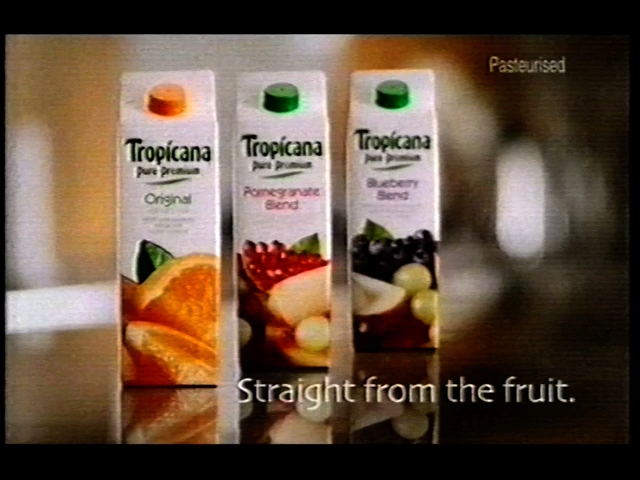 Pasteurised
Tropicana
Pure Premium
Original
Tropicana
Pure Premium
Pomegranate
Blend
Tropicana
Pure Premium
Blueberry
Blend
Straight from the fruit.